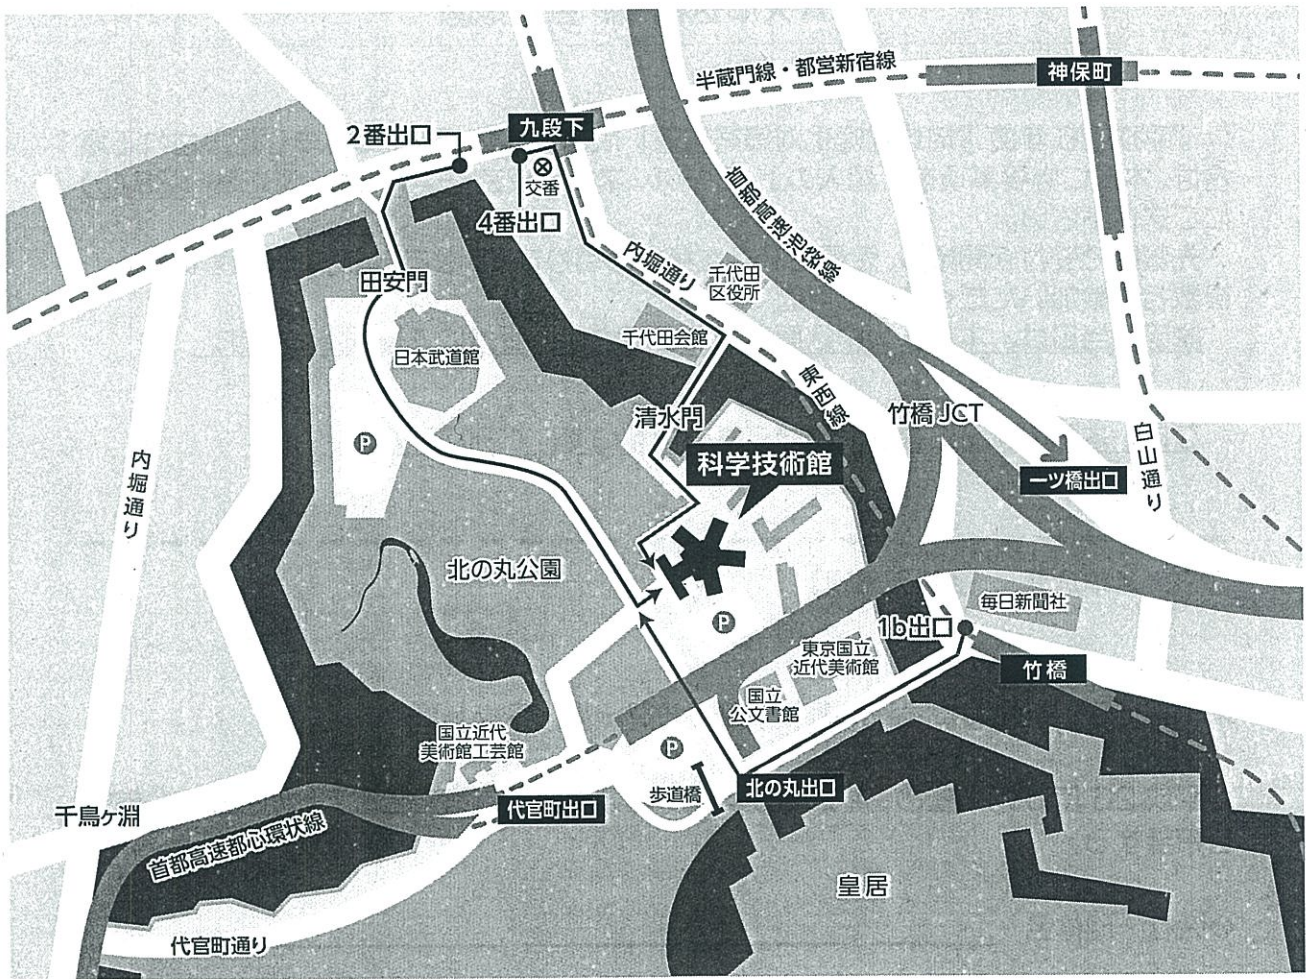 半蔵門線・都営新宿線
神保町
2番出口
九段下
交番
4番出口
首都高速池袋線
内堀通り
千代田
区役所
田安門
千代田会館
日本武道館
東西線
竹橋 JCT
清水門
白山通り
P
科学技術館
一ツ橋出口
内堀通り
北の丸公園
毎日新聞社
P
1b出口
東京国立
近代美術館
竹橋
国立
公文書館
国立近代
美術館工芸館
P
北の丸出口
歩道橋
代官町出口
千鳥ヶ淵
首都高速都心環状線
皇居
代官町通り